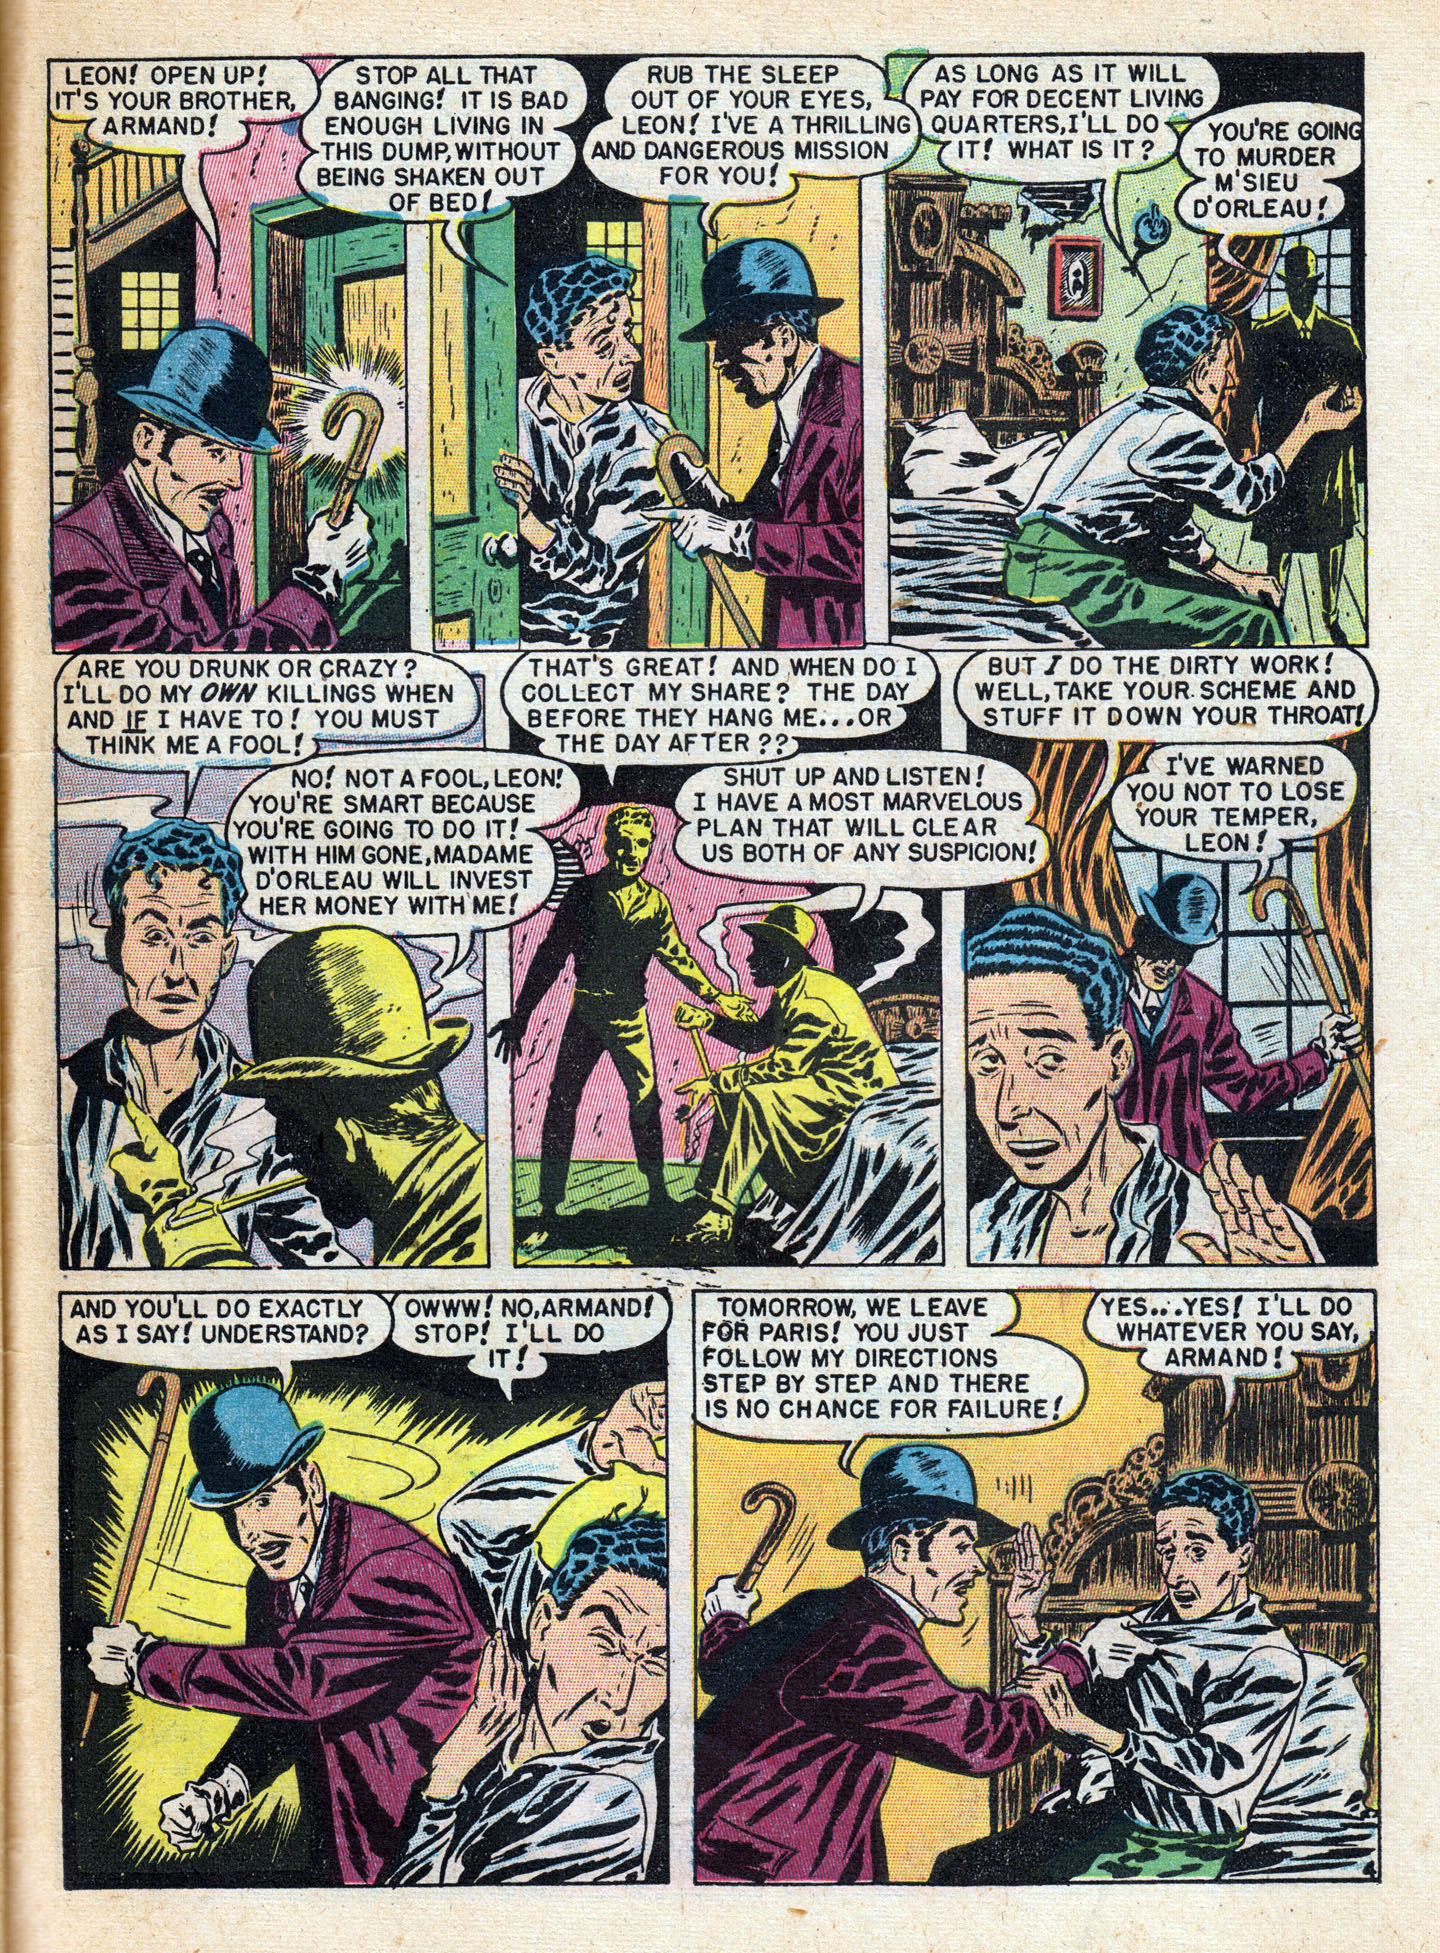 LEON! OPEN UP!
IT'S YOUR BROTHER,
ARMAND!
STOP ALL THAT
BANGING! IT IS BAD
ENOUGH LIVING IN
THIS DUMP, WITHOUT
BEING SHAKEN OUT
OF BED!
RUB THE SLEEP
OUT OF YOUR EYES,
LEON! I'VE A THRILLING
AND DANGEROUS MISSION
FOR YOU!
AS LONG AS IT WILL
PAY FOR DECENT LIVING
QUARTERS, I'LL DO
IT! WHAT IS IT?
YOU'RE GOING
TO MURDER
M'SIEU
D'ORLEAU!
ARE YOU DRUNK OR CRAZY?
I'LL DO MY OWN KILLINGS WHEN
AND IF I HAVE TO! YOU MUST
THINK ME A FOOL!
NO! NOT A FOOL, LEON!
YOU'RE SMART BECAUSE
YOU'RE GOING TO DO IT!
WITH HIM GONE, MADAME
D'ORLEAU WILL INVEST
HER MONEY WITH ME!
THAT'S GREAT! AND WHEN DO I
COLLECT MY SHARE? THE DAY
BEFORE THEY HANG ME...OR
THE DAY AFTER??
SHUT UP AND LISTEN!
I HAVE A MOST MARVELOUS
PLAN THAT WILL CLEAR
US BOTH OF ANY SUSPICION!
BUT I DO THE DIRTY WORK!
WELL, TAKE YOUR SCHEME AND
STUFF IT DOWN YOUR THROAT!
I'VE WARNED
YOU NOT TO LOSE
YOUR TEMPER,
LEON!
AND YOU'LL DO EXACTLY
AS I SAY! UNDERSTAND?
OWWW! NO, ARMAND!
STOP! I'LL DO
IT!
TOMORROW, WE LEAVE
FOR PARIS! YOU JUST
FOLLOW MY DIRECTIONS
STEP BY STEP AND THERE
IS NO CHANCE FOR FAILURE!
YES...YES! I'LL DO
WHATEVER YOU SAY,
ARMAND!
4